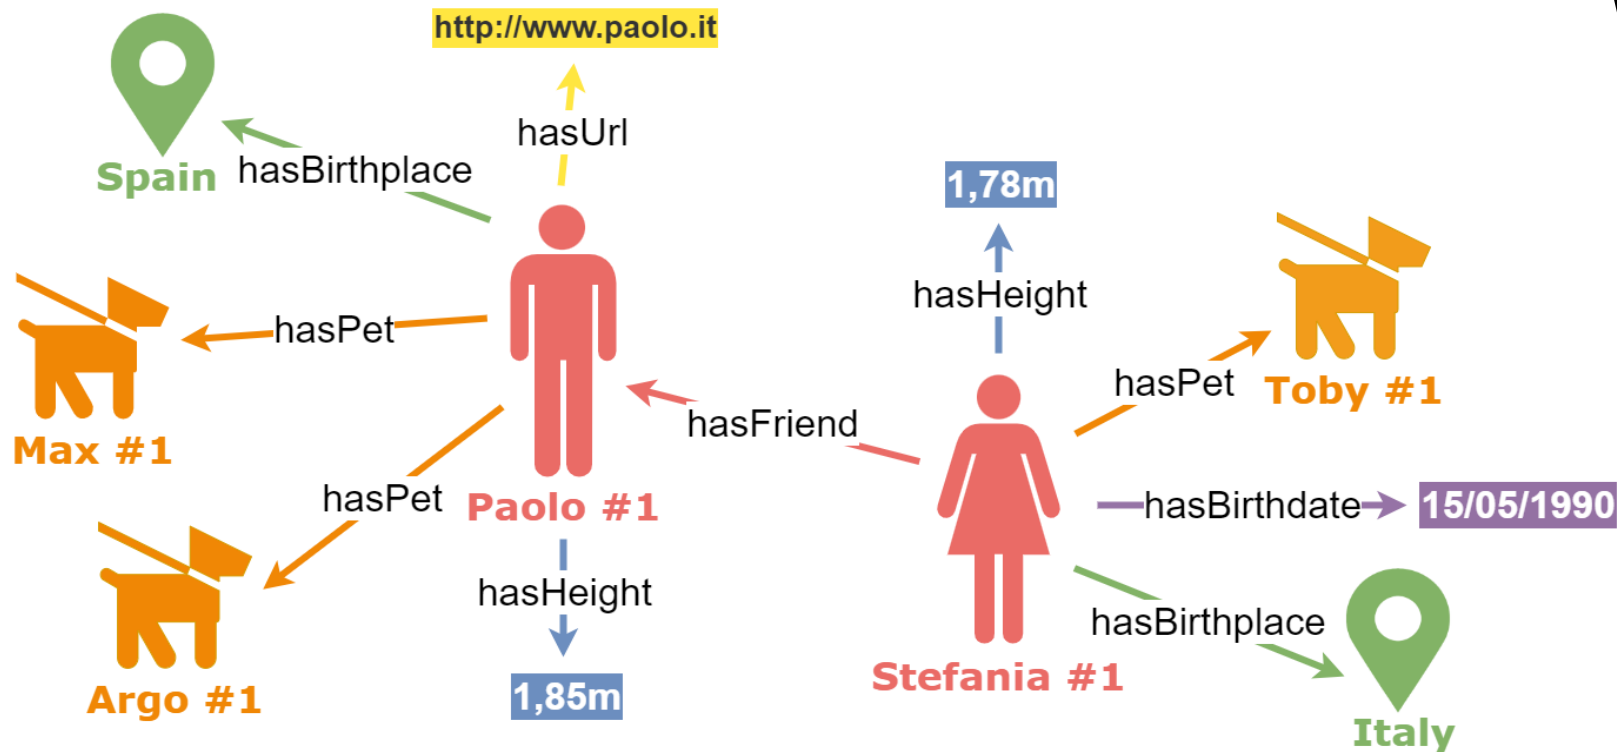 http://www.paolo.it
hasUrl
hasBirthplace
Spain
1,78m
hasHeight
hasPet
hasPet
Toby #1
hasFriend
Max #1
hasPet
Paolo #1
hasBirthdate
15/05/1990
hasHeight
hasBirthplace
Argo #1
1,85m
Stefania #1
Italy